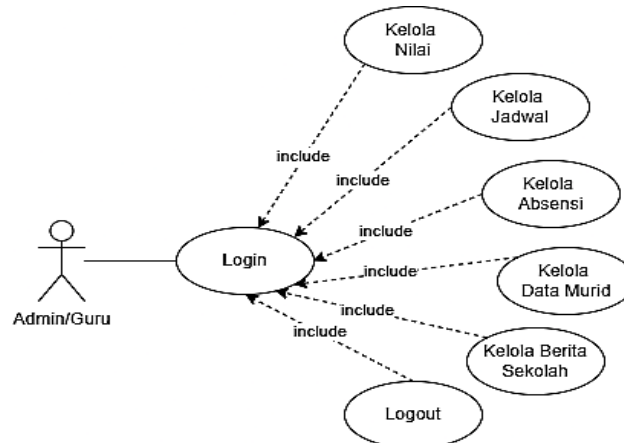 Kelola
Nilai
Kelola
Jadwal
include
include
Kelola
Absensi
include
Login
include
Kelola
Data Murid
Admin/Guru
include
include
Kelola Berita
Sekolah
Logout